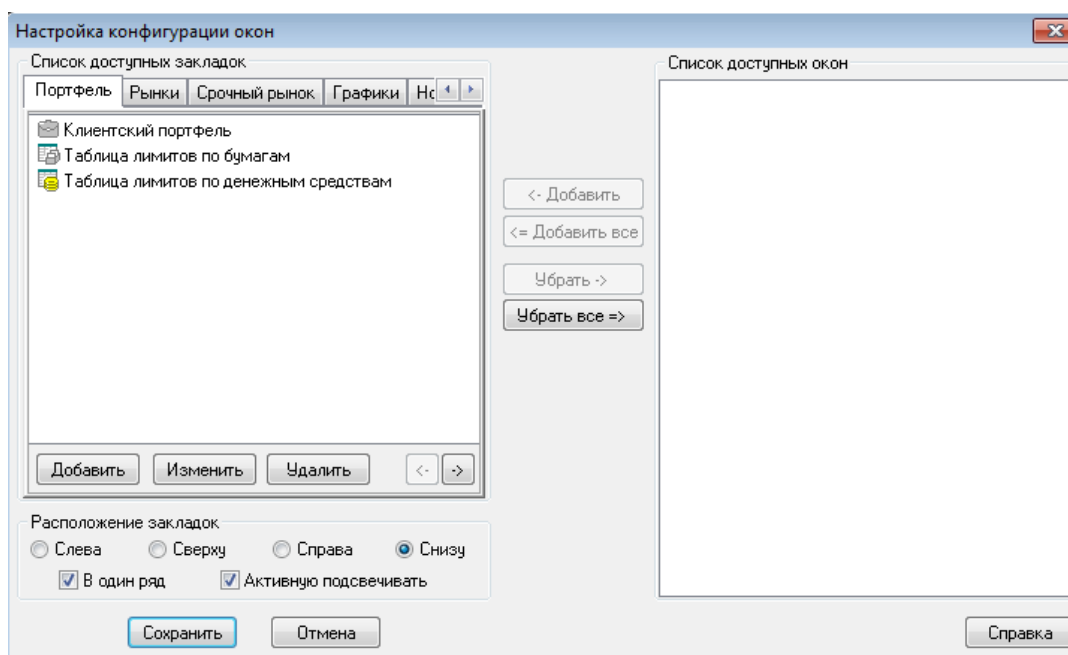 Настройка конфигурации окон
Список доступных закладок
Портфель Рынки Срочный рынок Графики
Клиентский портфель
Таблица лимитов по бумагам
Таблица лимитов по денежным средствам
Добавить Изменить Удалить <- ->
Расположение закладок
Слева Сверху Справа Снизу
В один ряд Активную подсвечивать
Сохранить Отмена
<- Добавить
<= Добавить все
Убрать ->
Убрать все =>
Список доступных окон
Справка